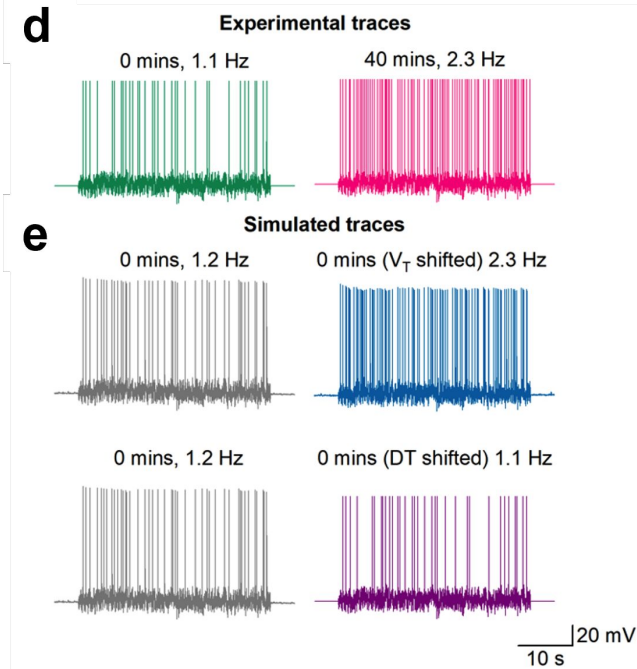 d
Experimental traces
0 mins, 1.1 Hz
40 mins, 2.3 Hz
e
Simulated traces
0 mins, 1.2 Hz
0 mins (VT shifted) 2.3 Hz
0 mins, 1.2 Hz
0 mins (DT shifted) 1.1 Hz
20 mV
10 s